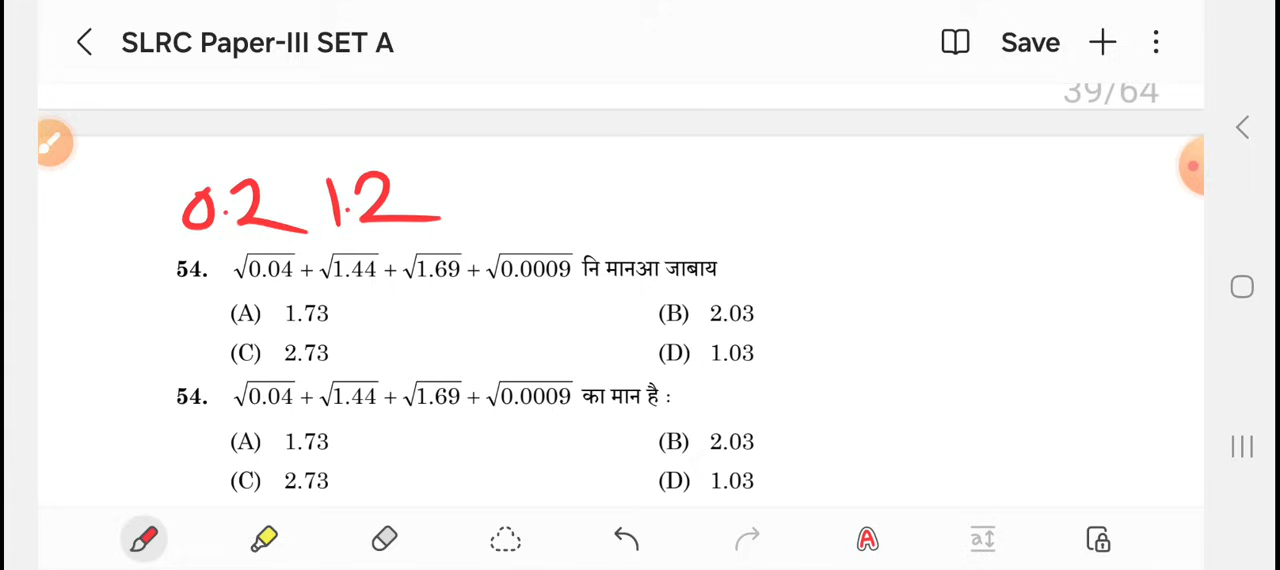 SLRC Paper-III SET A
Save
39/64
0.2 1.2
54. √0.04 + √1.44 + √1.69 + √0.0009 नि मानआ जाबाय
(A) 1.73 (B) 2.03
(C) 2.73 (D) 1.03
54. √0.04 + √1.44 + √1.69 + √0.0009 का मान है :
(A) 1.73 (B) 2.03
(C) 2.73 (D) 1.03
A a